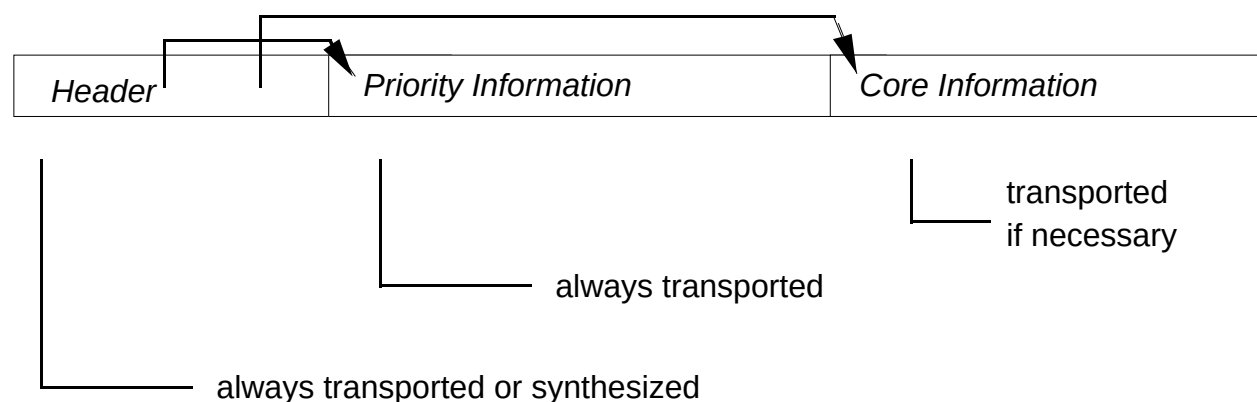 Header
Priority Information
Core Information
transported
if necessary
always transported
always transported or synthesized